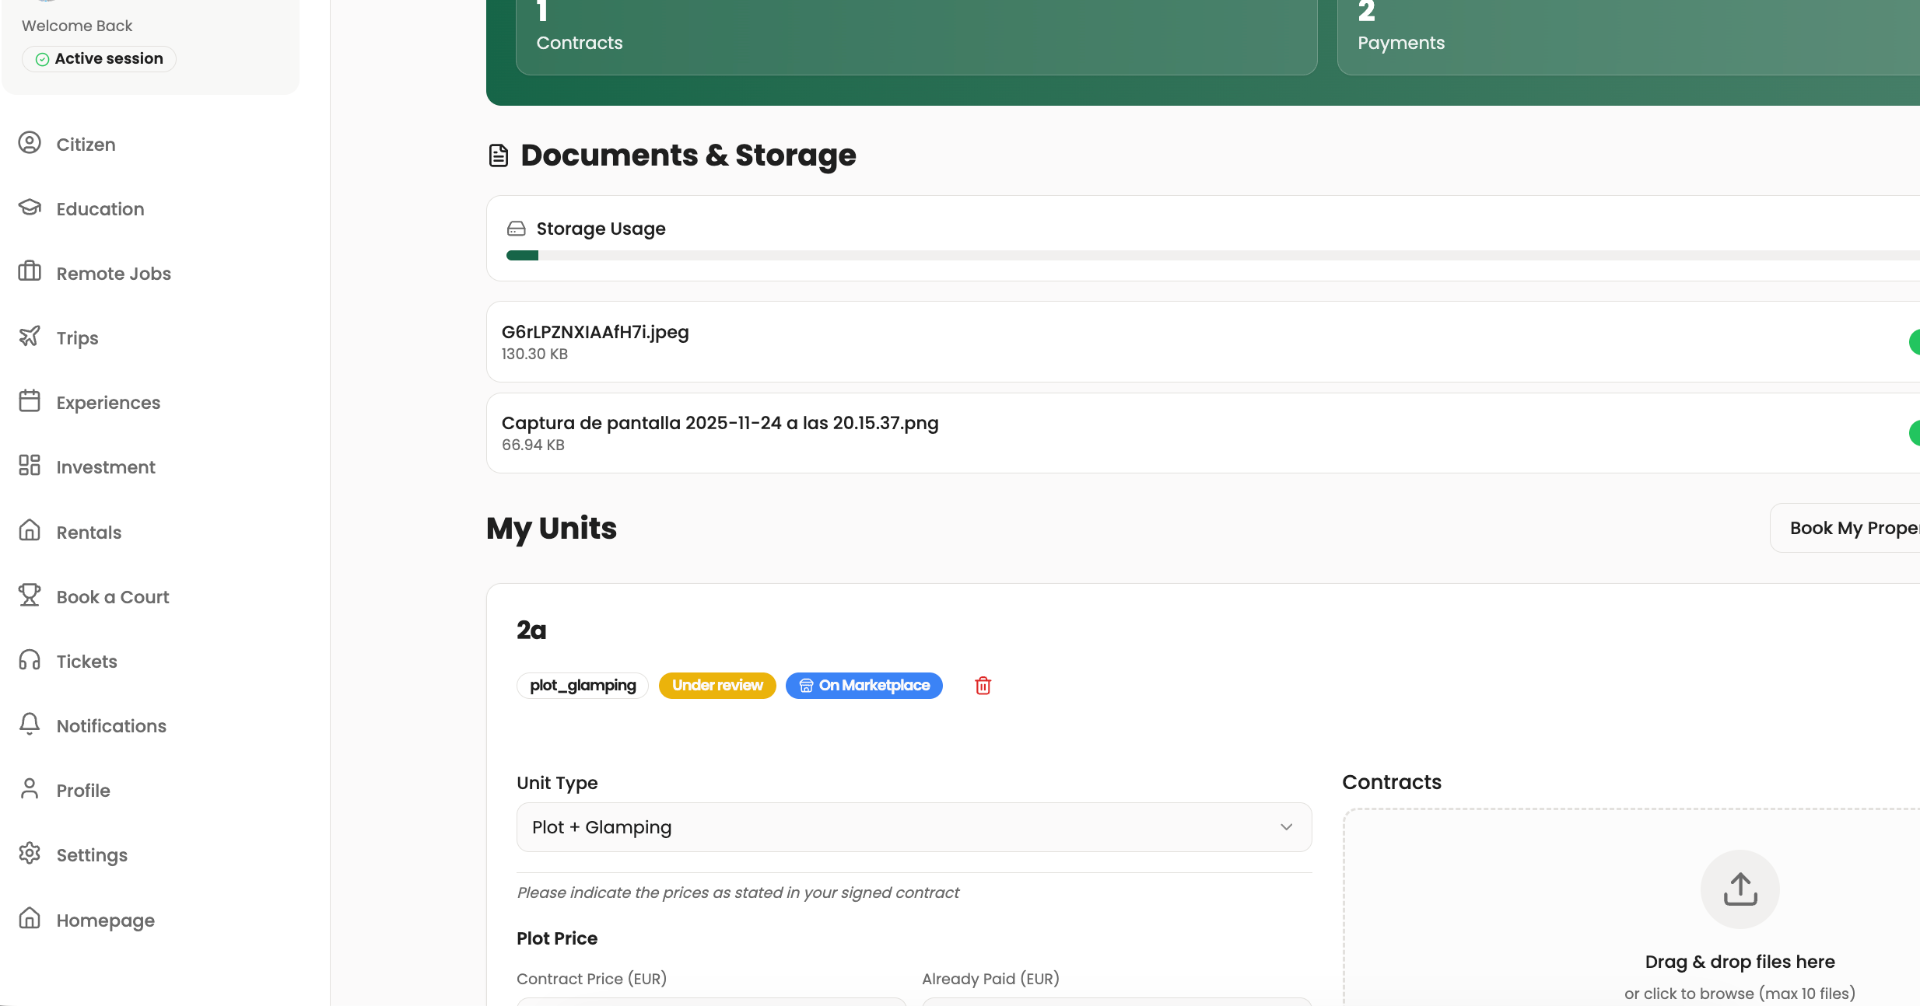 Welcome Back
Active session
Citizen
Education
Remote Jobs
Trips
Experiences
Investment
Rentals
Book a Court
Tickets
Notifications
Profile
Settings
Homepage
1
Contracts
2
Payments
Documents & Storage
Storage Usage
G6rLPZNXIAAfH7i.jpeg
130.30 KB
Captura de pantalla 2025-11-24 a las 20.15.37.png
66.94 KB
My Units
Book My
2a
plot_glamping
Under review
On Marketplace
Unit Type
Plot + Glamping
Please indicate the prices as stated in your signed contract
Plot Price
Contract Price (EUR)
Already Paid (EUR)
Contracts
Drag & drop files here
or click to browse (max 10 files)